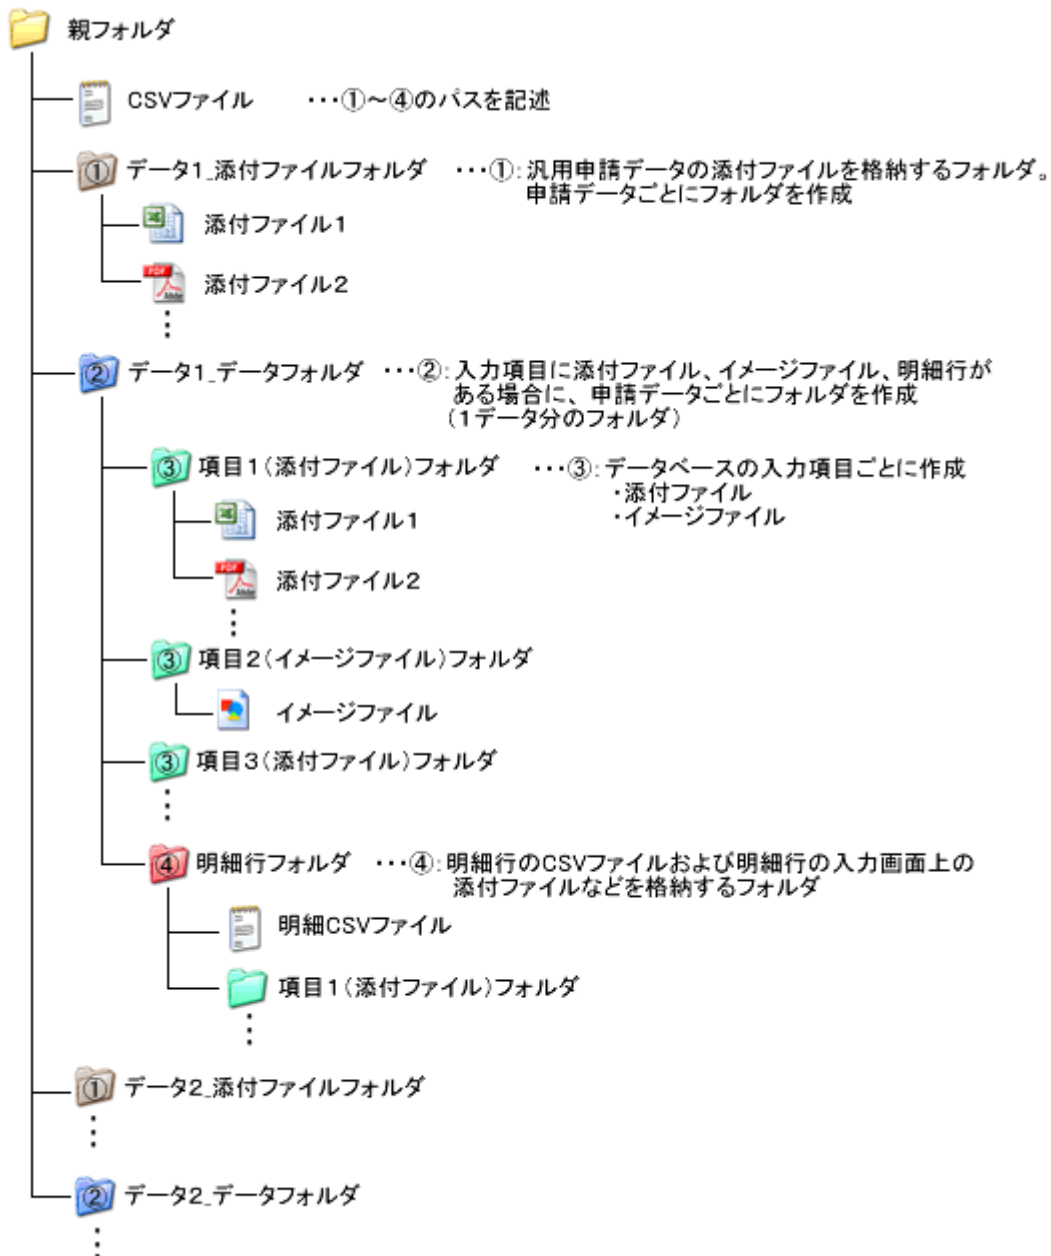 親フォルダ
CSVファイル ・・・①～④のパスを記述
① データ1_添付ファイルフォルダ ・・・①:汎用申請データの添付ファイルを格納するフォルダ。
申請データごとにフォルダを作成
添付ファイル1
PDF Adobe 添付ファイル2
② データ1_データフォルダ ・・・②:入力項目に添付ファイル、イメージファイル、明細行が
ある場合に、申請データごとにフォルダを作成
(1データ分のフォルダ)
③ 項目1(添付ファイル)フォルダ ・・・③:データベースの入力項目ごとに作成
・添付ファイル
・イメージファイル
添付ファイル1
PDF Adobe 添付ファイル2
③ 項目2(イメージファイル)フォルダ
イメージファイル
③ 項目3(添付ファイル)フォルダ
④ 明細行フォルダ ・・・④:明細行のCSVファイルおよび明細行の入力画面上の
添付ファイルなどを格納するフォルダ
明細CSVファイル
項目1(添付ファイル)フォルダ
① データ2_添付ファイルフォルダ
② データ2_データフォルダ